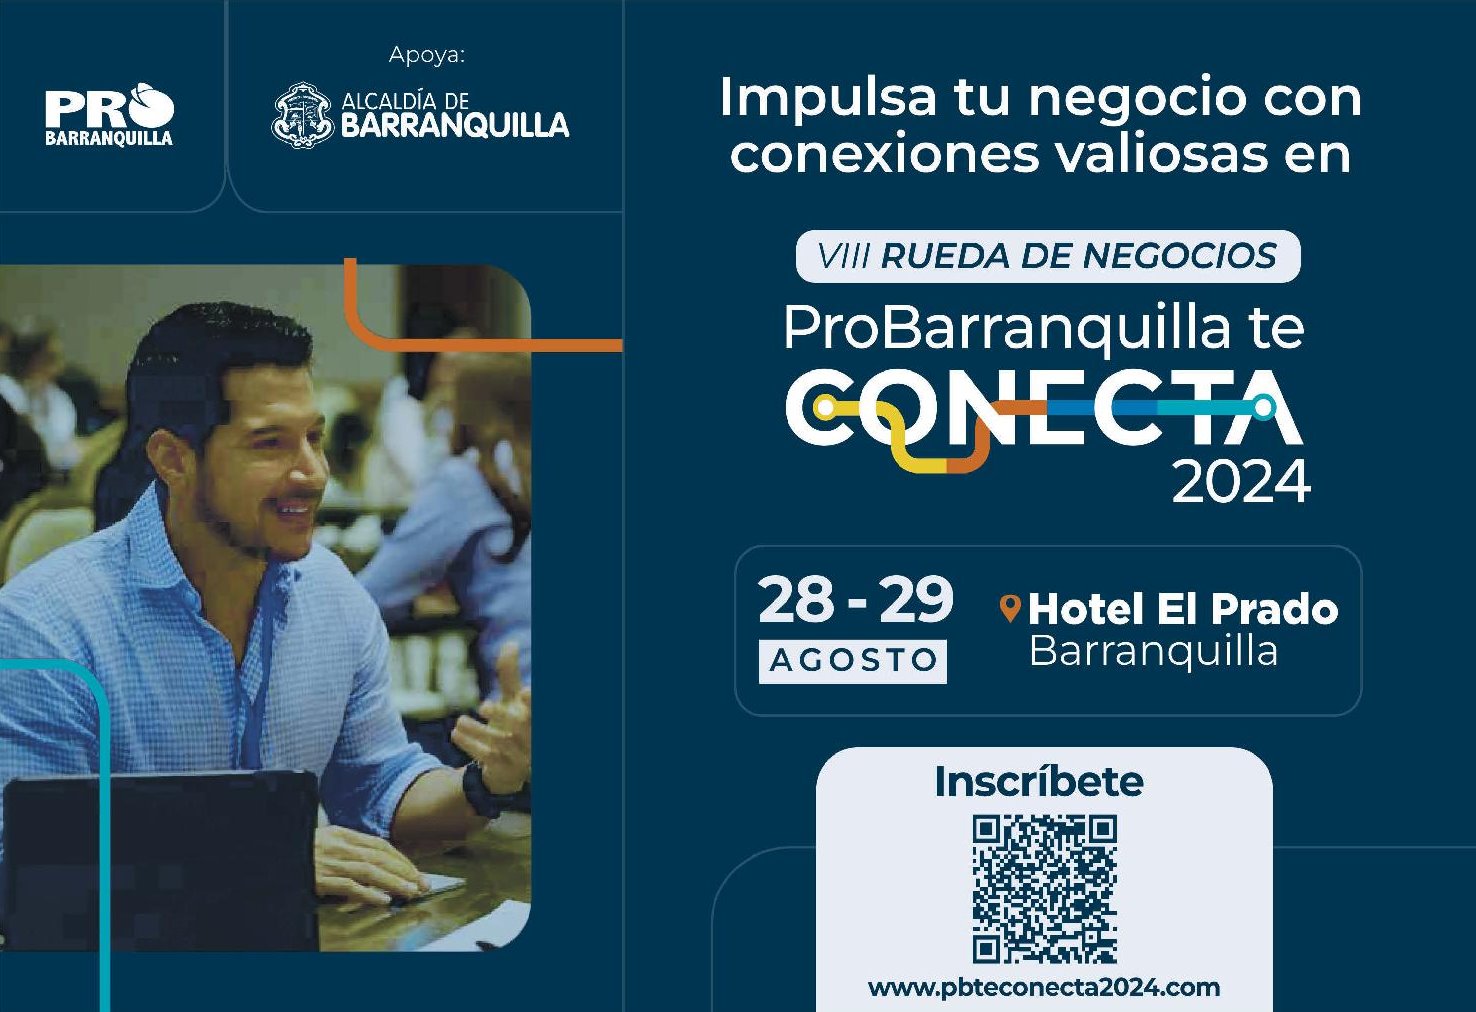 PRO
BARRANQUILLA
Apoya:
ALCALDÍA DE
BARRANQUILLA
Impulsa tu negocio con
conexiones valiosas en
VIII RUEDA DE NEGOCIOS
ProBarranquilla te
CONECTA
2024
28 - 29
AGOSTO
Hotel El Prado
Barranquilla
Inscríbete
www.pbteconecta2024.com